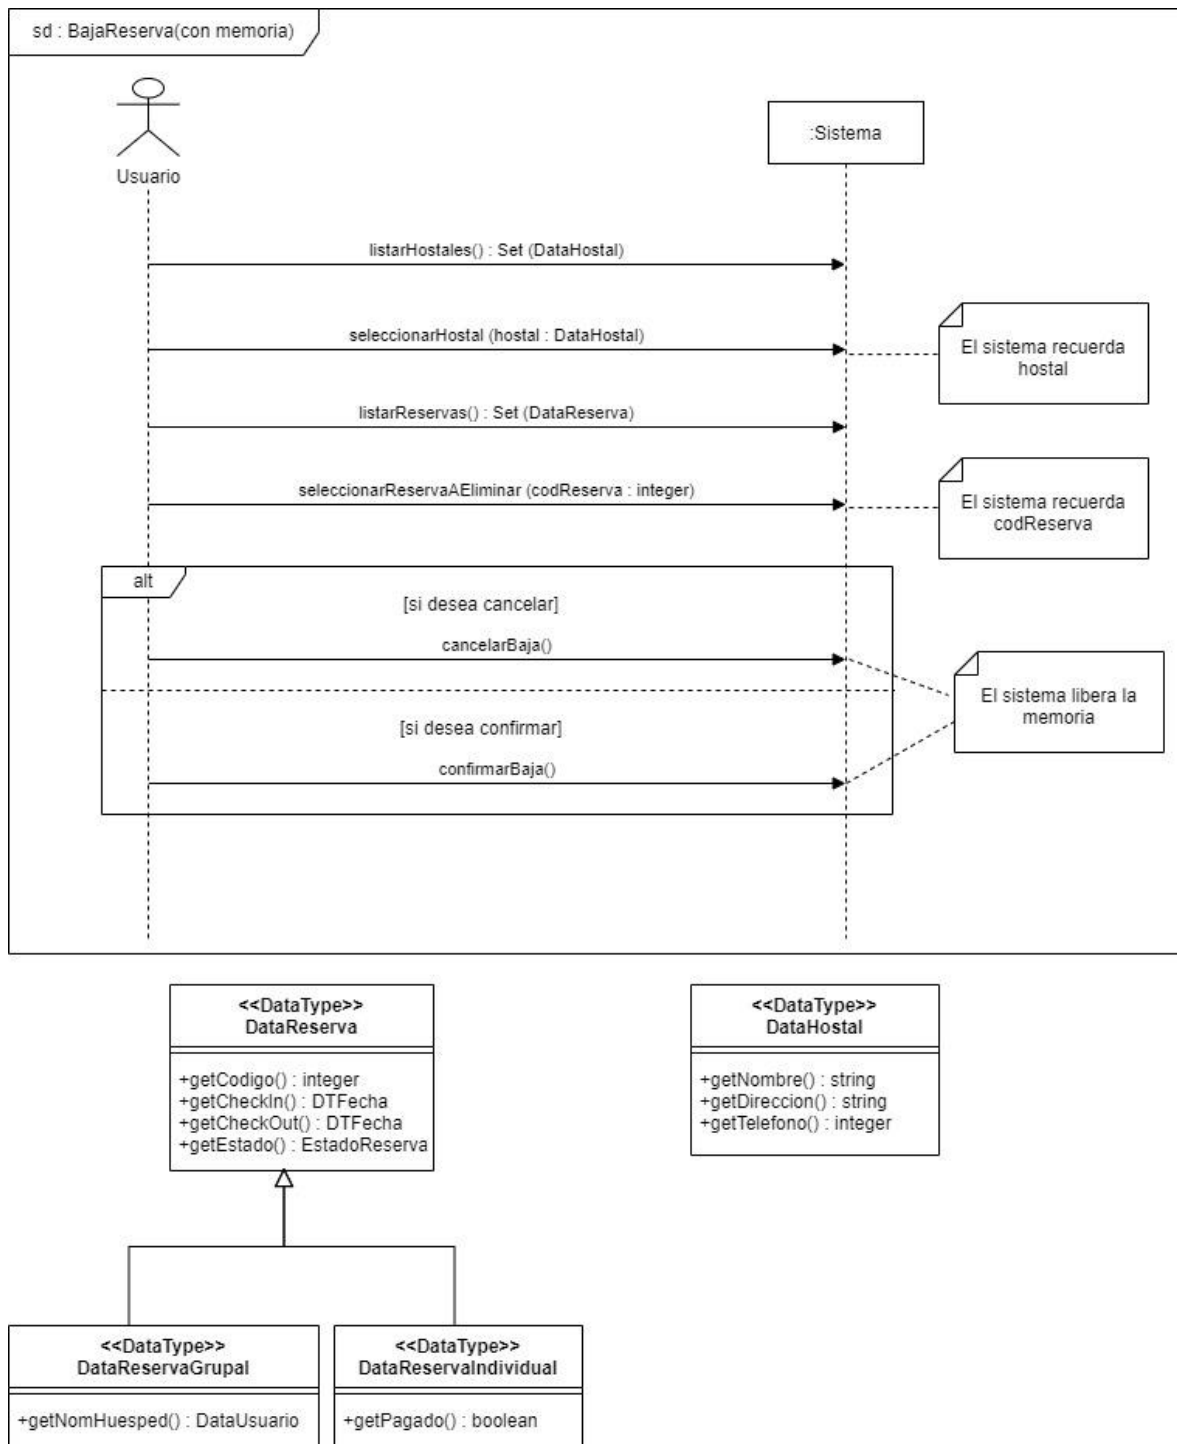 sd : BajaReserva(con memoria)
Usuario
:Sistema
listarHostales() : Set (DataHostal)
seleccionarHostal (hostal : DataHostal)
El sistema recuerda
hostal
listarReservas() : Set (DataReserva)
seleccionarReservaAEliminar (codReserva : integer)
El sistema recuerda
codReserva
alt
[si desea cancelar]
cancelarBaja()
El sistema libera la
memoria
[si desea confirmar]
confirmarBaja()
<<DataType>>
DataReserva
+getCodigo() : integer
+getCheckIn() : DTFecha
+getCheckOut() : DTFecha
+getEstado() : EstadoReserva
<<DataType>>
DataHostal
+getNombre() : string
+getDireccion() : string
+getTelefono() : integer
<<DataType>>
DataReservaGrupal
+getNomHuesped() : DataUsuario
<<DataType>>
DataReservaIndividual
+getPagado() : boolean